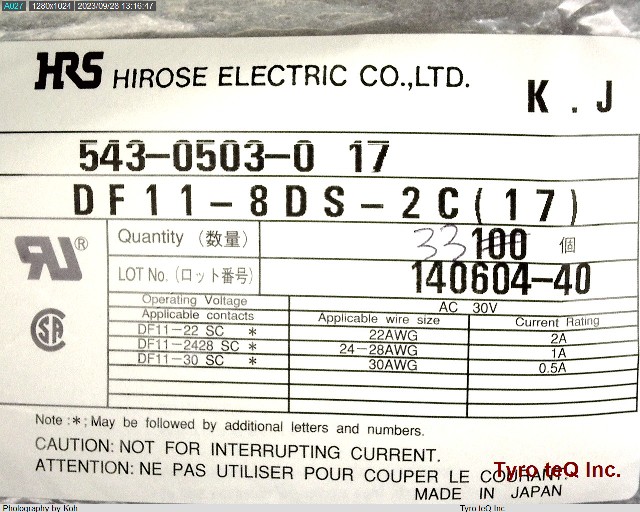 A027 1280x1024 2023/09/28 13:16:47
HRS HIROSE ELECTRIC CO.,LTD.
K . J
543-0503-0 17
DF11-8DS-2C(17)
Quantity (数量) 33 100 個
LOT No. (ロット番号) 140604-40
Operating Voltage AC 30V
Applicable contacts Applicable wire size Current Rating
DF11-22 SC * 22AWG 2A
DF11-2428 SC * 24-28AWG 1A
DF11-30 SC * 30AWG 0.5A
Note :*; May be followed by additional letters and numbers.
CAUTION: NOT FOR INTERRUPTING CURRENT.
ATTENTION: NE PAS UTILISER POUR COUPER LE COURANT.
Tyro teQ Inc.
MADE IN JAPAN
Photography by Koh Tyro teQ Inc.